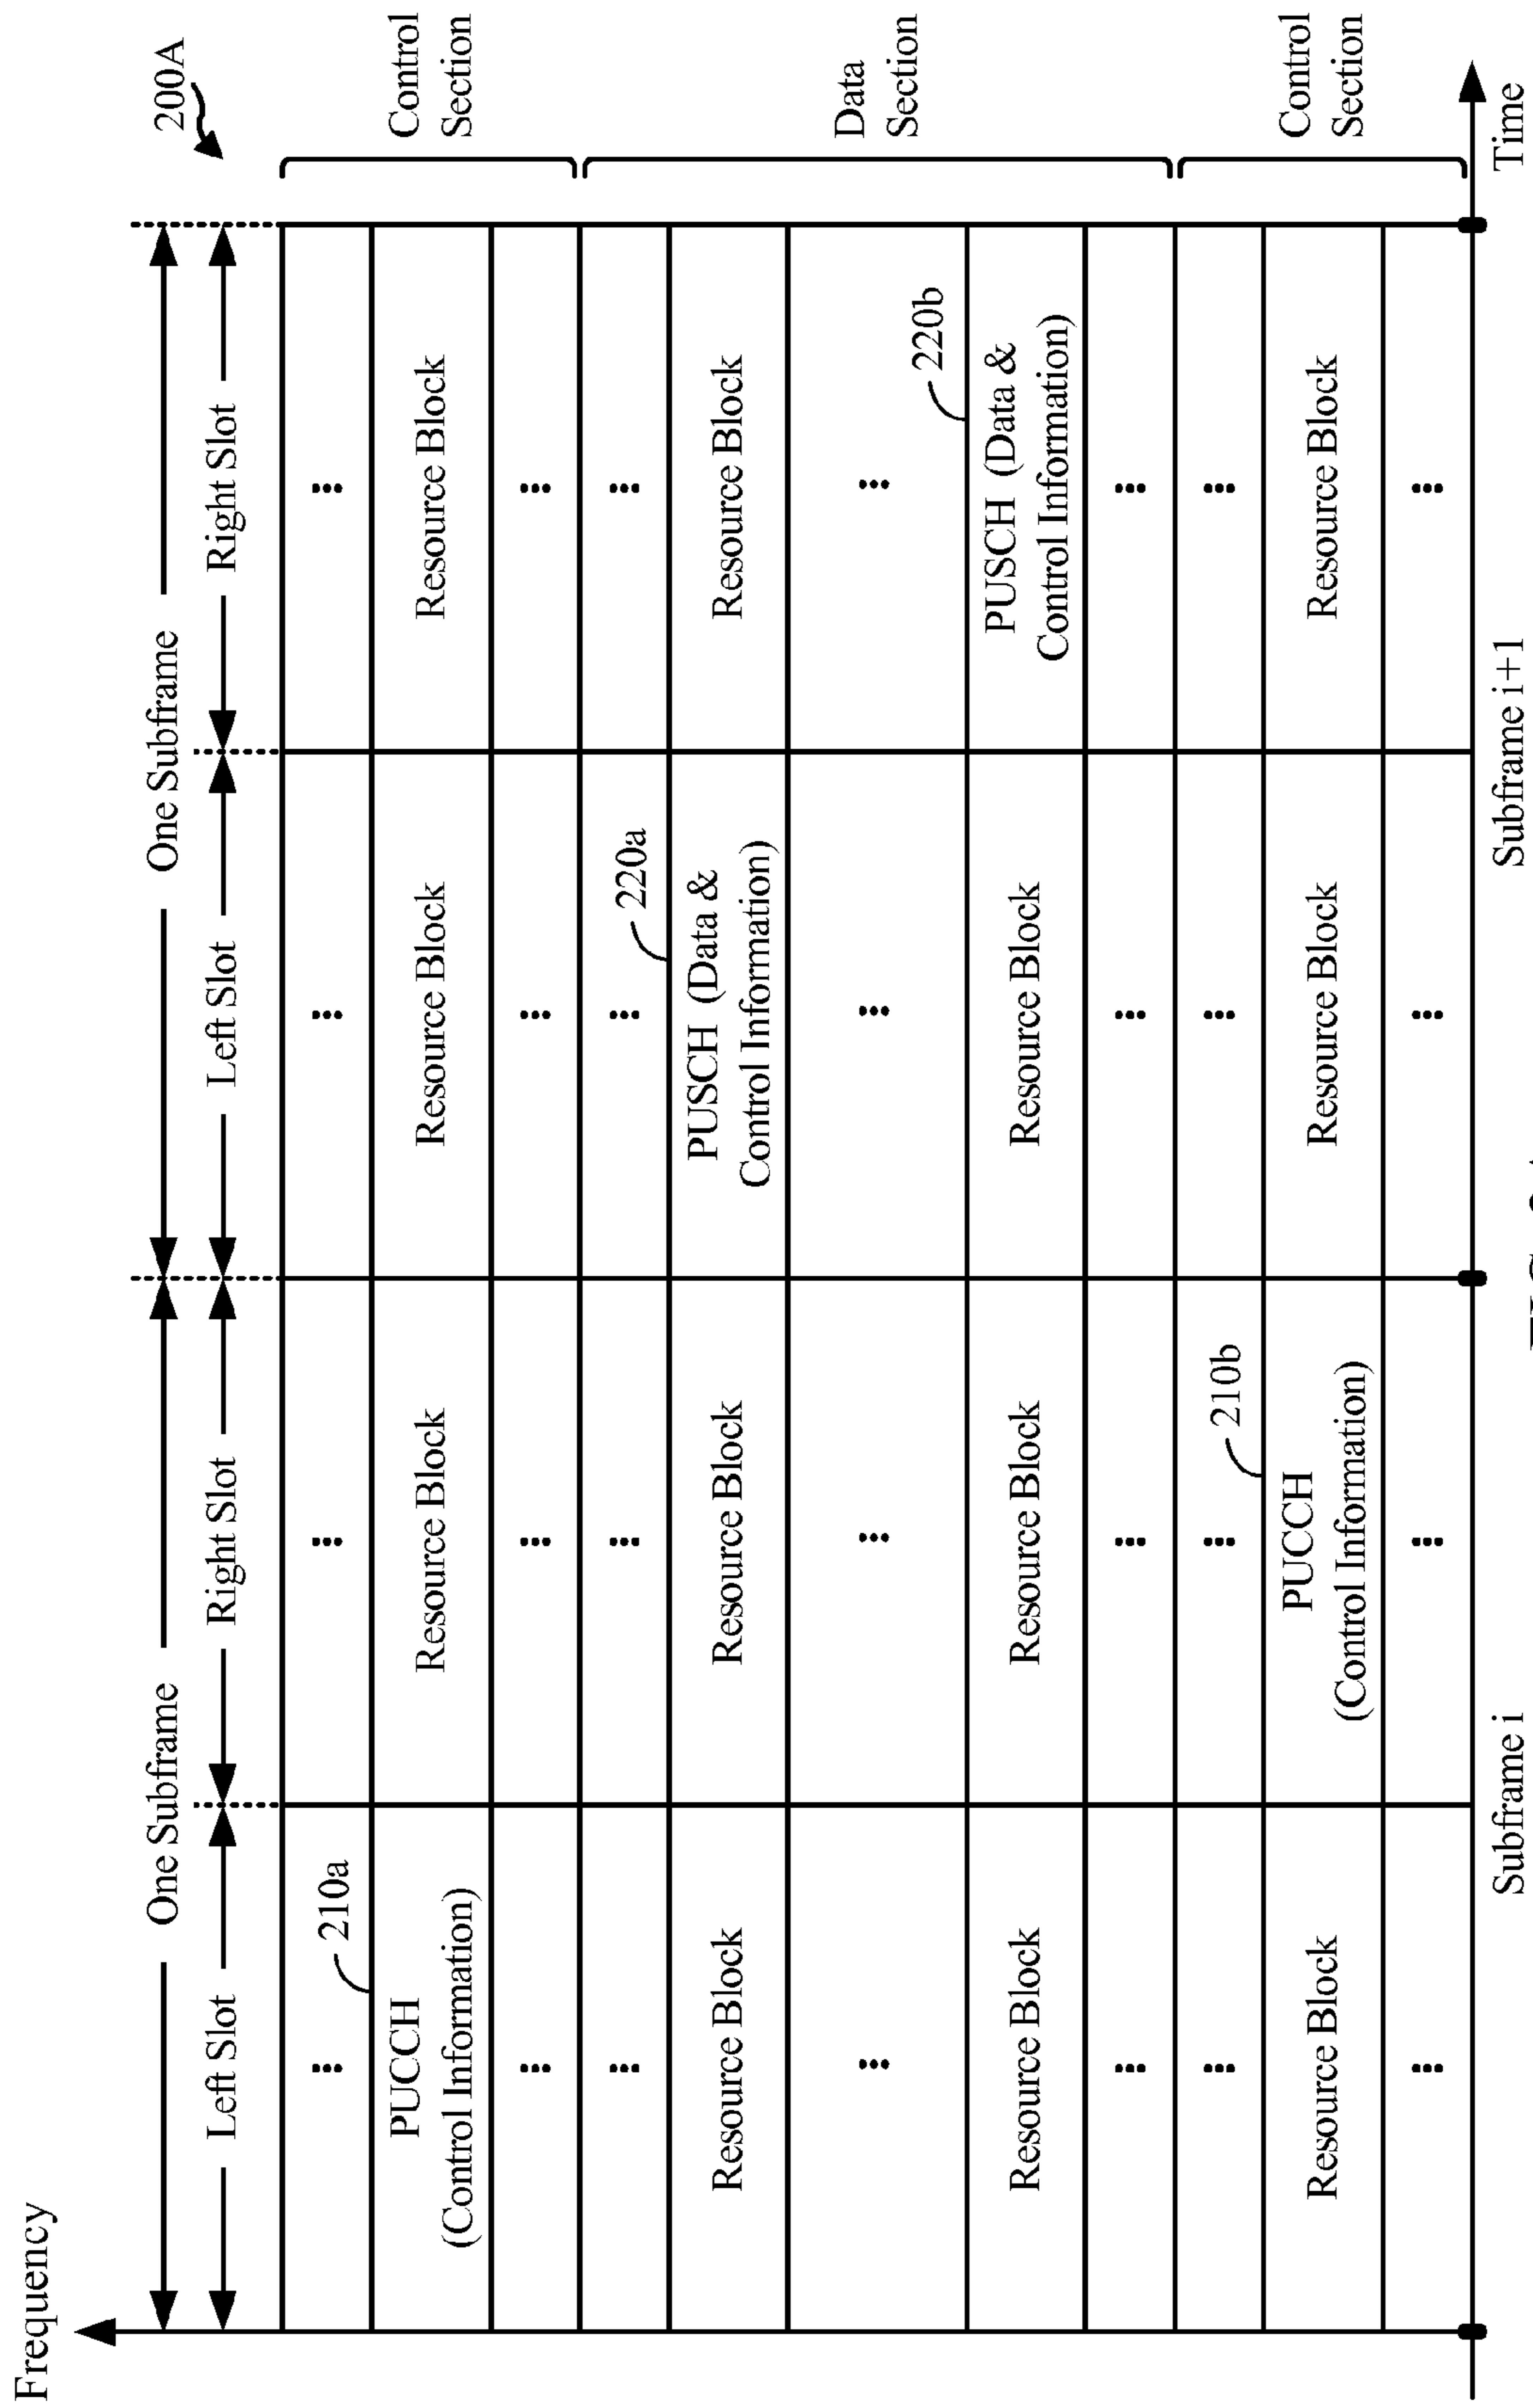 200A
Frequency
One Subframe
One Subframe
Left Slot
Right Slot
Left Slot
Right Slot
210a
⋮
⋮
⋮
⋮
PUCCH
(Control Information)
Resource Block
Resource Block
Resource Block
Control
Section
⋮
⋮
⋮
⋮
⋮
⋮
220a
⋮
⋮
Resource Block
Resource Block
PUSCH (Data &
Control Information)
Resource Block
Data
Section
⋮
⋮
⋮
⋮
220b
Resource Block
Resource Block
Resource Block
PUSCH (Data &
Control Information)
⋮
⋮
⋮
⋮
⋮
⋮
210b
⋮
⋮
Resource Block
PUCCH
(Control Information)
Resource Block
Resource Block
Control
Section
⋮
⋮
⋮
⋮
Subframe i
Subframe i+1
Time